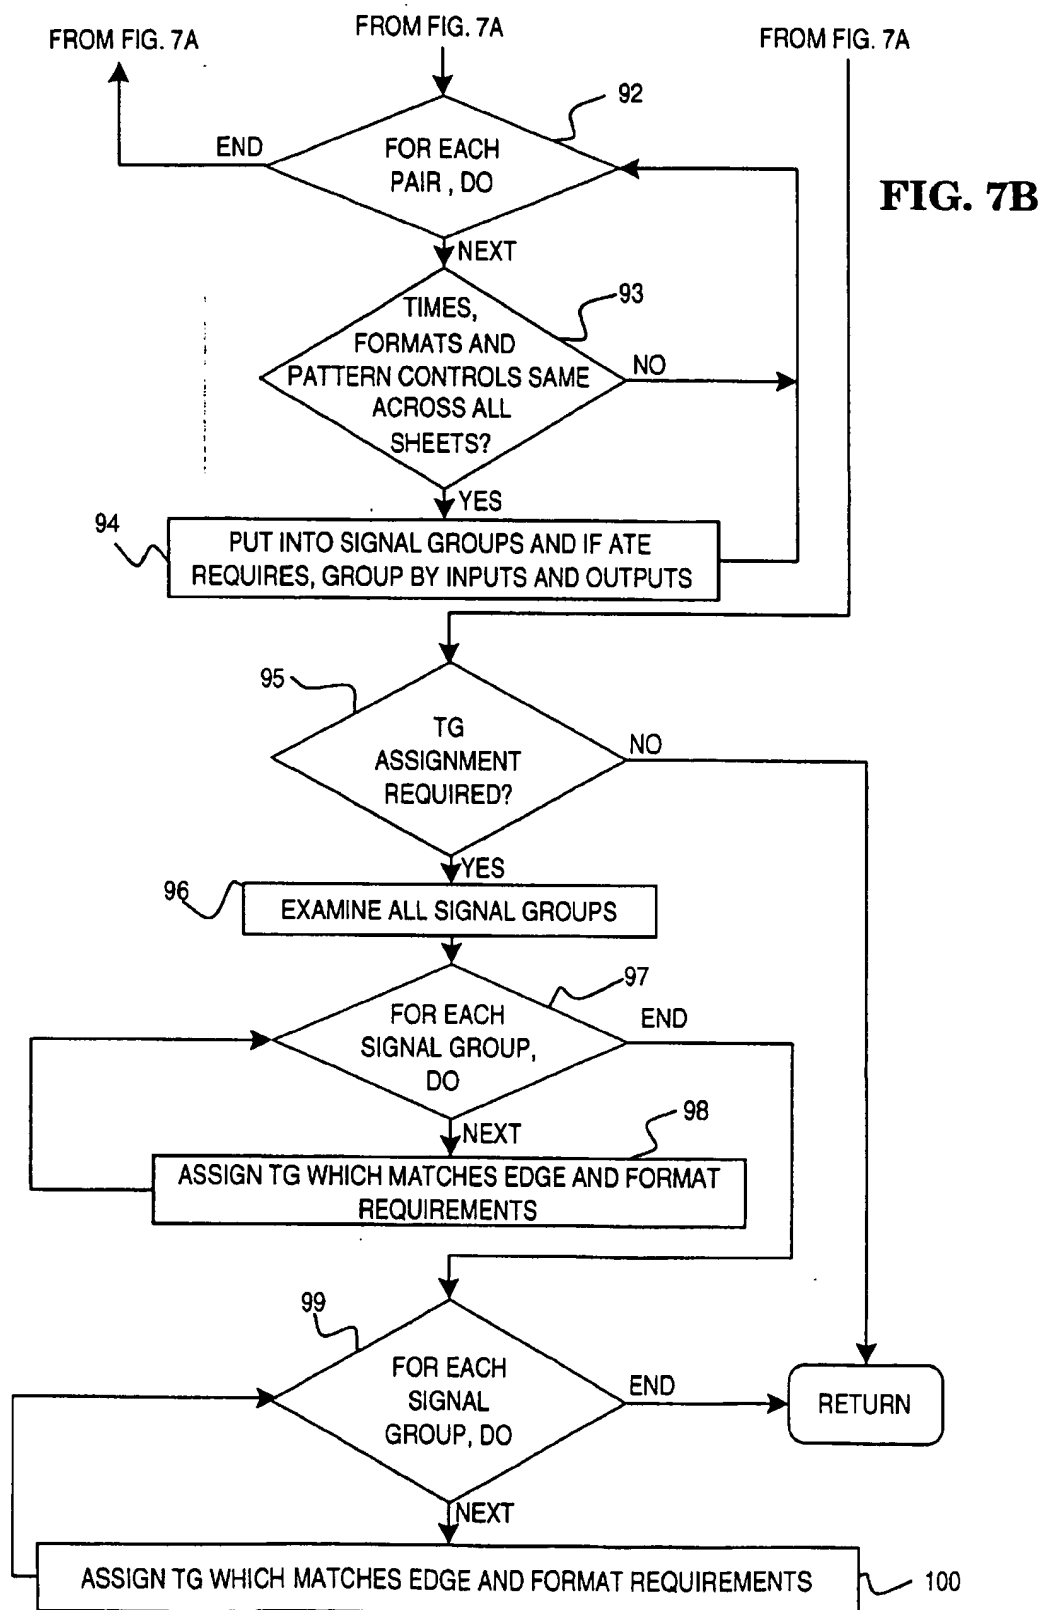 FROM FIG. 7A
FROM FIG. 7A
FROM FIG. 7A
FIG. 7B
92
FOR EACH
PAIR , DO
END
NEXT
93
TIMES,
FORMATS AND
PATTERN CONTROLS SAME
ACROSS ALL
SHEETS?
NO
YES
94
PUT INTO SIGNAL GROUPS AND IF ATE
REQUIRES, GROUP BY INPUTS AND OUTPUTS
95
TG
ASSIGNMENT
REQUIRED?
NO
YES
96
EXAMINE ALL SIGNAL GROUPS
97
FOR EACH
SIGNAL GROUP,
DO
END
NEXT
98
ASSIGN TG WHICH MATCHES EDGE AND FORMAT
REQUIREMENTS
99
FOR EACH
SIGNAL
GROUP, DO
END
RETURN
NEXT
ASSIGN TG WHICH MATCHES EDGE AND FORMAT REQUIREMENTS
100